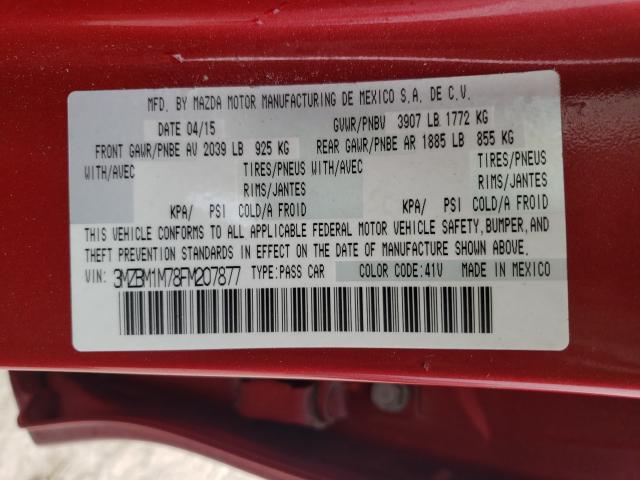 MFD. BY MAZDA MOTOR MANUFACTURING DE MEXICO S.A. DE C.V.
DATE 04/15 GVWR/PNBV 3907 LB 1772 KG
FRONT GAWR/PNBE AV 2039 LB 925 KG REAR GAWR/PNBE AR 1885 LB 855 KG
WITH/AVEC TIRES/PNEUS WITH/AVEC TIRES/PNEUS
RIMS/JANTES RIMS/JANTES
KPA/ PSI COLD/A FROID KPA/ PSI COLD/A FROID
THIS VEHICLE CONFORMS TO ALL APPLICABLE FEDERAL MOTOR VEHICLE SAFETY, BUMPER, AND
THEFT PREVENTION STANDARDS IN EFFECT ON THE DATE OF MANUFACTURE SHOWN ABOVE.
VIN: 3MZBM1M78FM207877 TYPE:PASS CAR COLOR CODE:41V MADE IN MEXICO